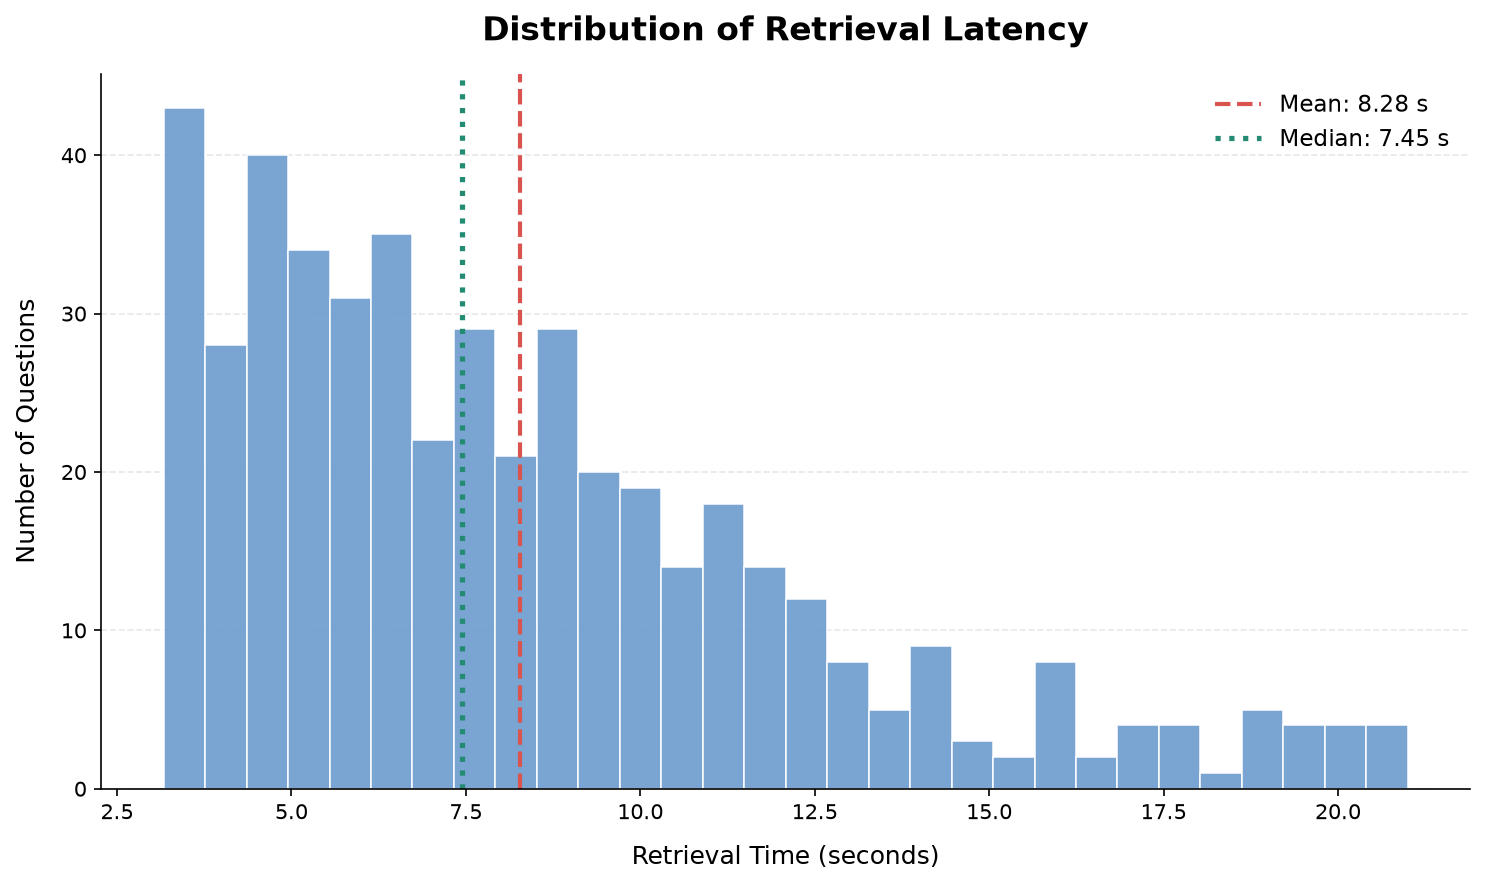 Distribution of Retrieval Latency
Mean: 8.28 s
Median: 7.45 s
Number of Questions
40
30
20
10
0
2.5 5.0 7.5 10.0 12.5 15.0 17.5 20.0
Retrieval Time (seconds)